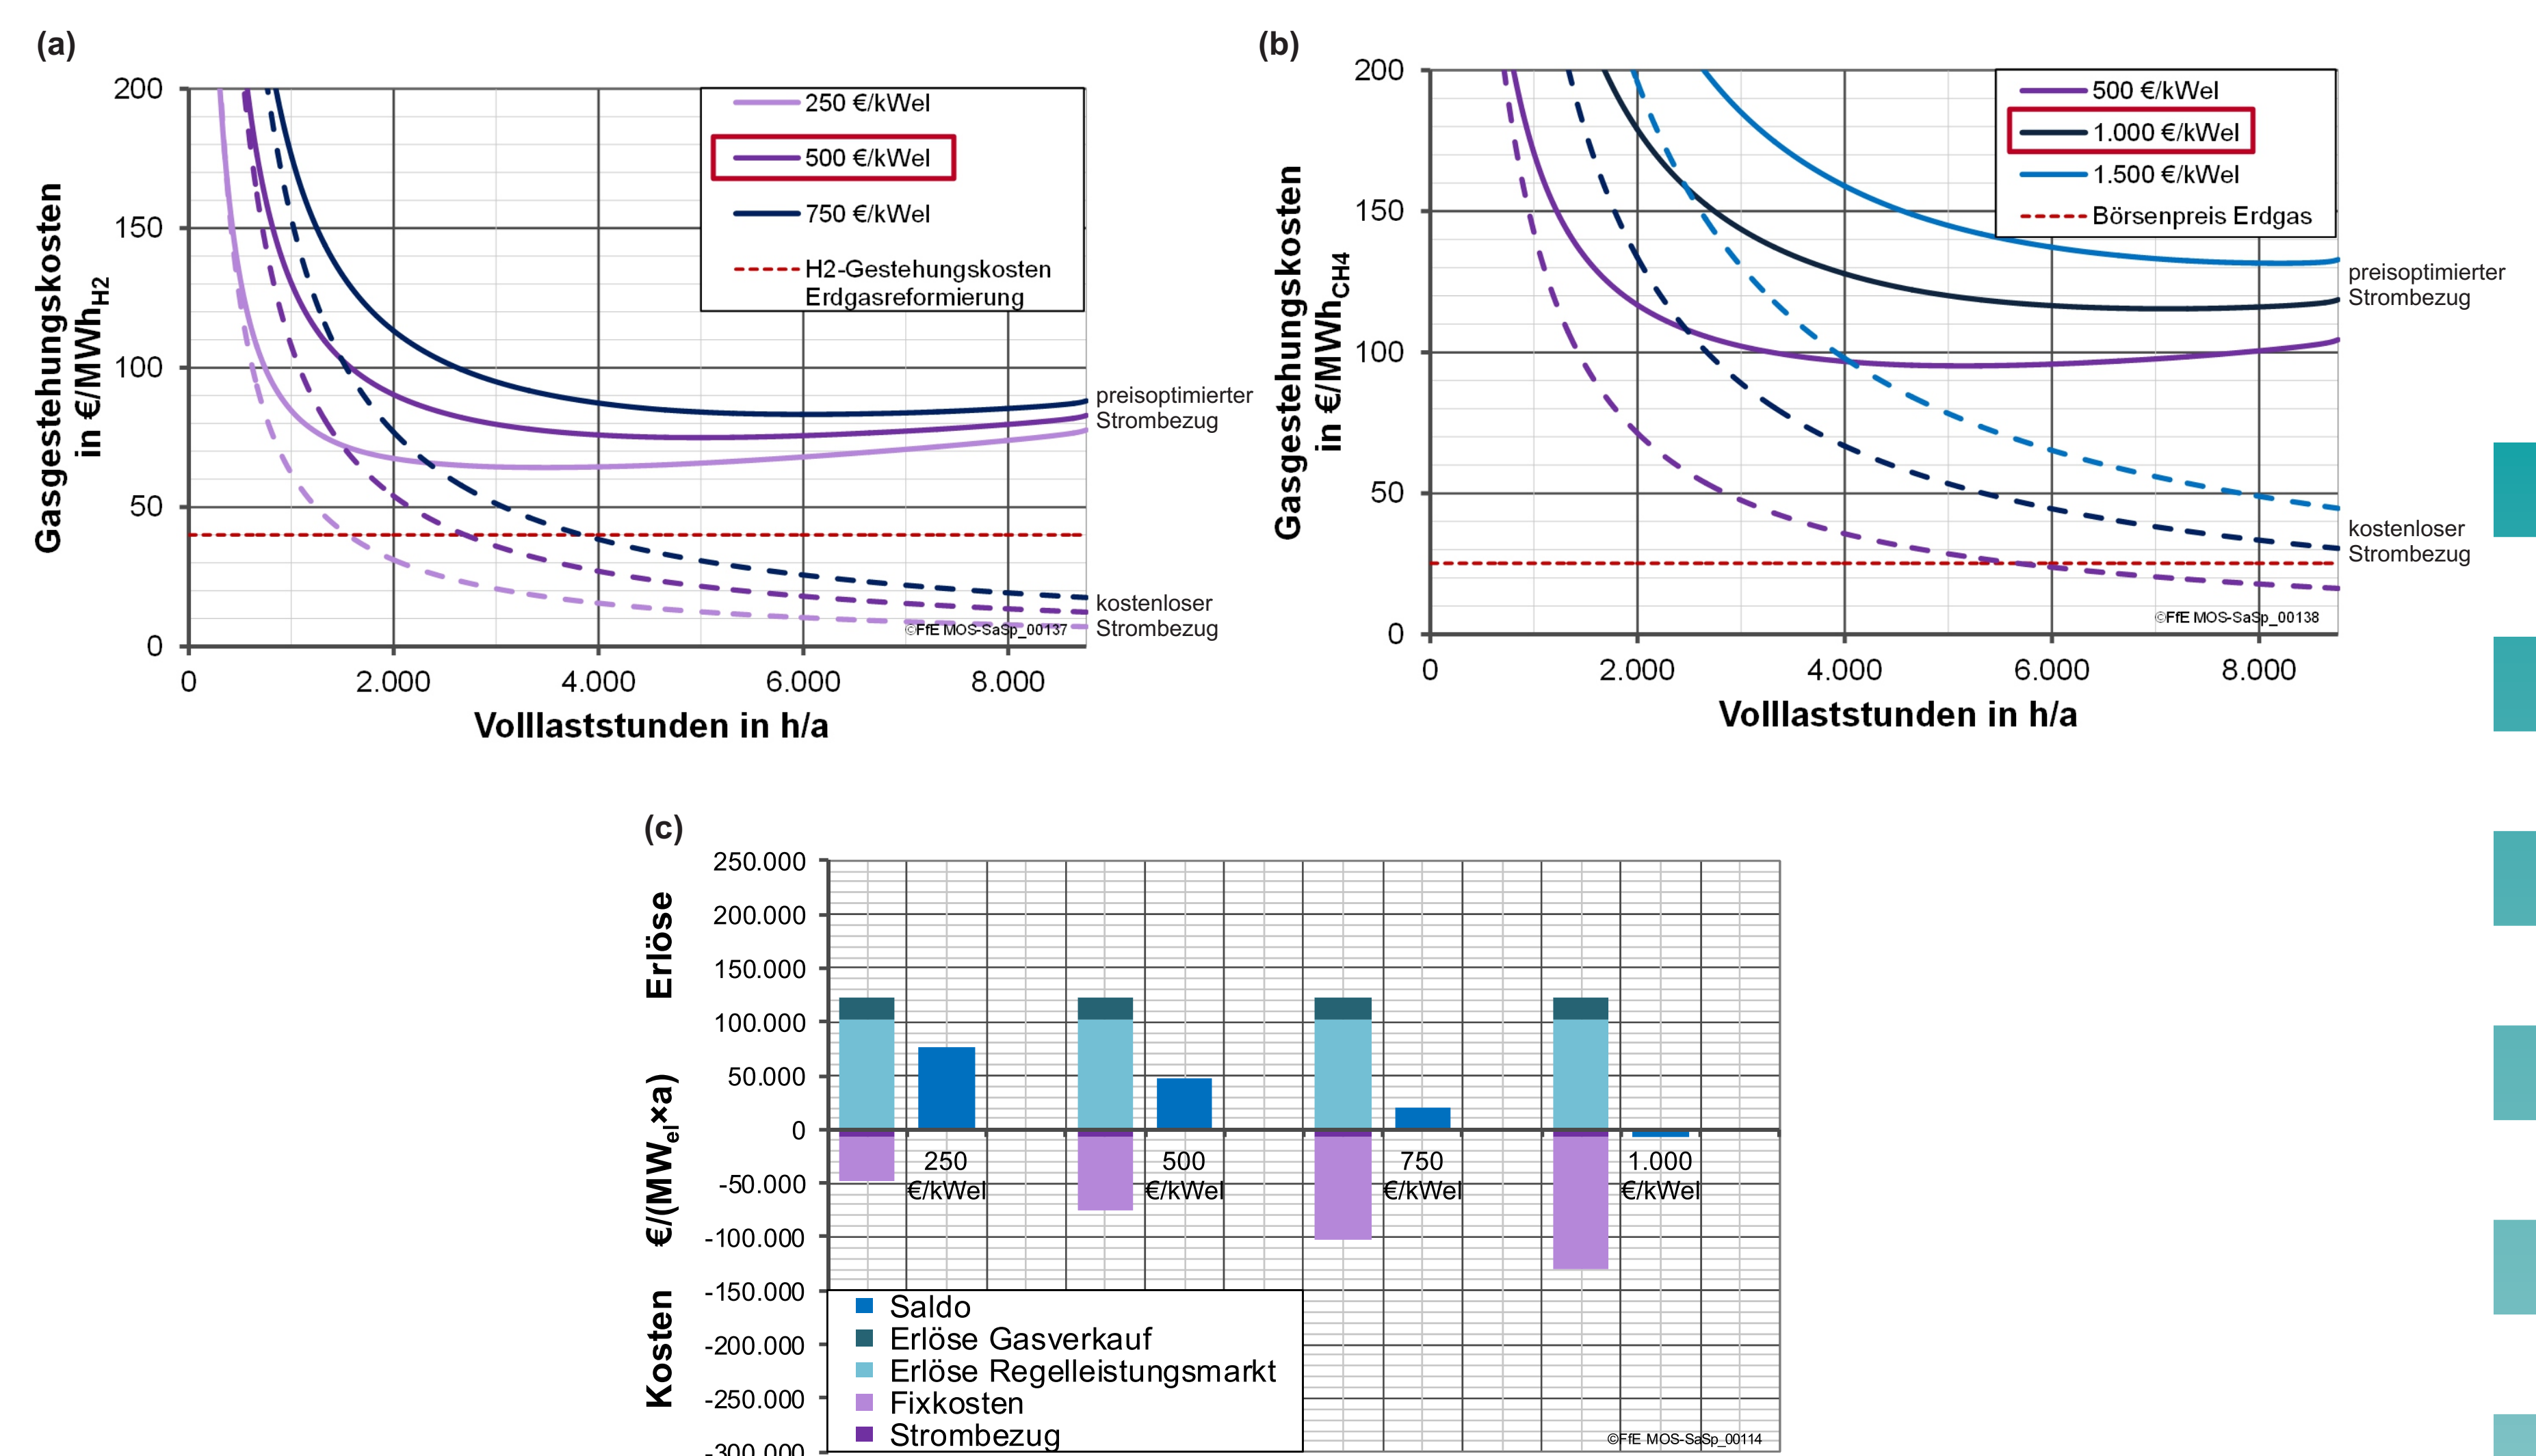 (a)
Gasgestehungskosten
in €/MWhH2
200
150
100
50
0
0 2.000 4.000 6.000 8.000
Volllaststunden in h/a
250 €/kWel
500 €/kWel
750 €/kWel
H2-Gestehungskosten
Erdgasreformierung
preisoptimierter
Strombezug
kostenloser
Strombezug
©FfE MOS-SaSp_00137
(b)
Gasgestehungskosten
in €/MWhCH4
200
150
100
50
0
0 2.000 4.000 6.000 8.000
Volllaststunden in h/a
500 €/kWel
1.000 €/kWel
1.500 €/kWel
Börsenpreis Erdgas
preisoptimierter
Strombezug
kostenloser
Strombezug
©FfE MOS-SaSp_00138
(c)
Kosten €/(MWel×a) Erlöse
250.000
200.000
150.000
100.000
50.000
0
-50.000
-100.000
-150.000
-200.000
-250.000
-300.000
250
€/kWel
500
€/kWel
750
€/kWel
1.000
€/kWel
Saldo
Erlöse Gasverkauf
Erlöse Regelleistungsmarkt
Fixkosten
Strombezug
©FfE MOS-SaSp_00114